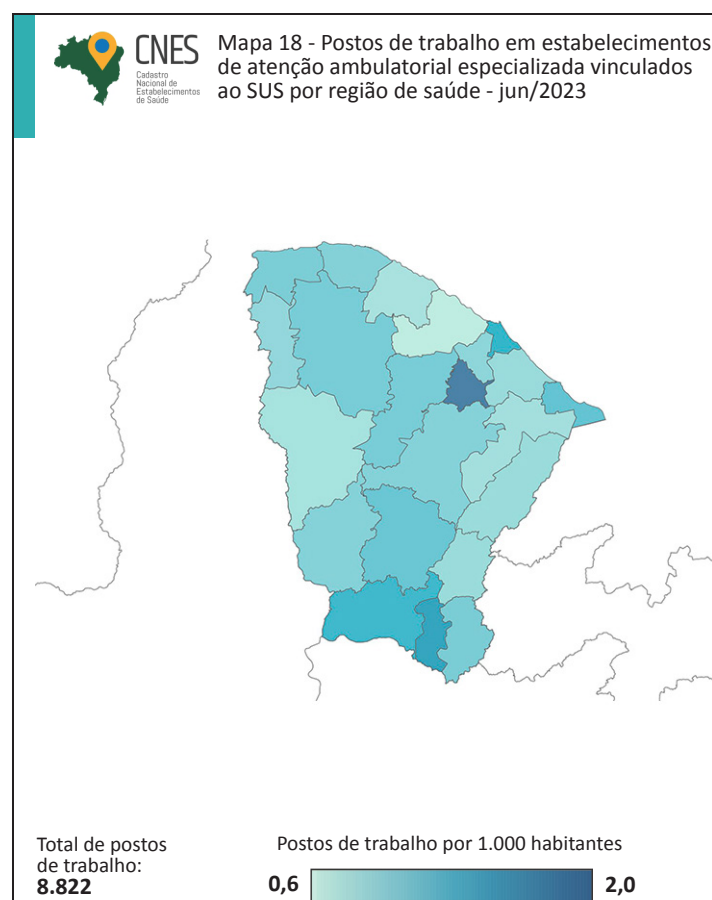 CNES
Cadastro
Nacional de
Estabelecimentos
de Saúde
Mapa 18 - Postos de trabalho em estabelecimentos
de atenção ambulatorial especializada vinculados
ao SUS por região de saúde - jun/2023
Total de postos
de trabalho:
8.822
Postos de trabalho por 1.000 habitantes
0,6
2,0